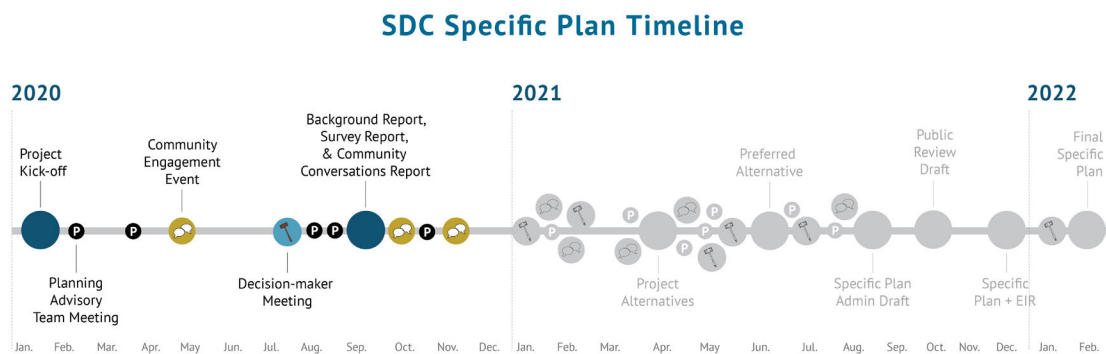 SDC Specific Plan Timeline
2020
2021
2022
Project
Kick-off
Community
Engagement
Event
Background Report,
Survey Report,
& Community
Conversations Report
Preferred
Alternative
Public
Review
Draft
Final
Specific
Plan
P
P
P
P
P
P
P
P
P
P
P
P
Planning
Advisory
Team Meeting
Decision-maker
Meeting
Project
Alternatives
Specific Plan
Admin Draft
Specific
Plan + EIR
Jan. Feb. Mar. Apr. May Jun. Jul. Aug. Sep. Oct. Nov. Dec. Jan. Feb. Mar. Apr. May Jun. Jul. Aug. Oct. Nov. Dec. Jan. Feb.